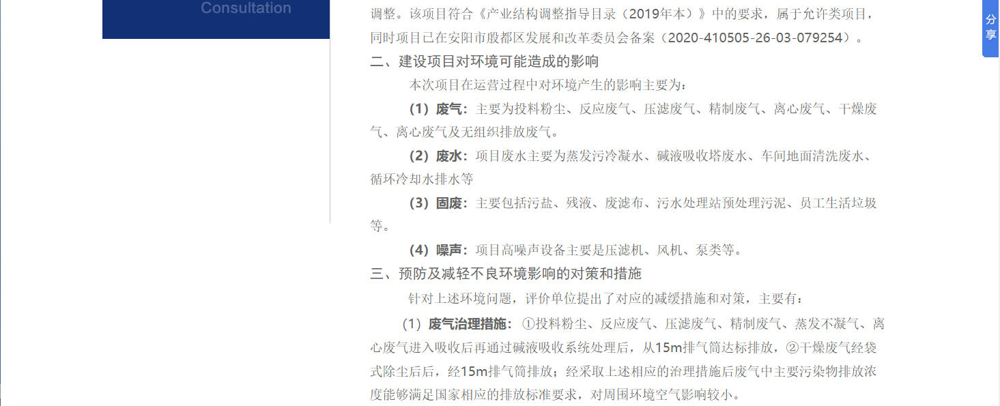 Consultation
调整。该项目符合《产业结构调整指导目录（2019年本）》中的要求，属于允许类项目，
同时项目已在安阳市殷都区发展和改革委员会备案（2020-410505-26-03-079254）。
二、建设项目对环境可能造成的影响
本次项目在运营过程中对环境产生的影响主要为：
（1）废气：主要为投料粉尘、反应废气、压滤废气、精制废气、离心废气、干燥废
气、离心废气及无组织排放废气。
（2）废水：项目废水主要为蒸发污冷凝水、碱液吸收塔废水、车间地面清洗废水、
循环冷却水排水等
（3）固废：主要包括污盐、残液、废滤布、污水处理站预处理污泥、员工生活垃圾
等。
（4）噪声：项目高噪声设备主要是压滤机、风机、泵类等。
三、预防及减轻不良环境影响的对策和措施
针对上述环境问题，评价单位提出了对应的减缓措施和对策，主要有：
（1）废气治理措施：①投料粉尘、反应废气、压滤废气、精制废气、蒸发不凝气、离
心废气进入吸收后再通过碱液吸收系统处理后，从15m排气筒达标排放，②干燥废气经袋
式除尘后后，经15m排气筒排放；经采取上述相应的治理措施后废气中主要污染物排放浓
度能够满足国家相应的排放标准要求，对周围环境空气影响较小。
分
享